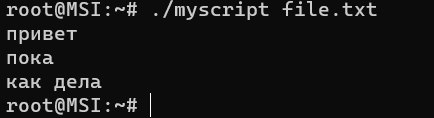 root@MSI:~# ./myscript file.txt
привет
пока
как дела
root@MSI:~#